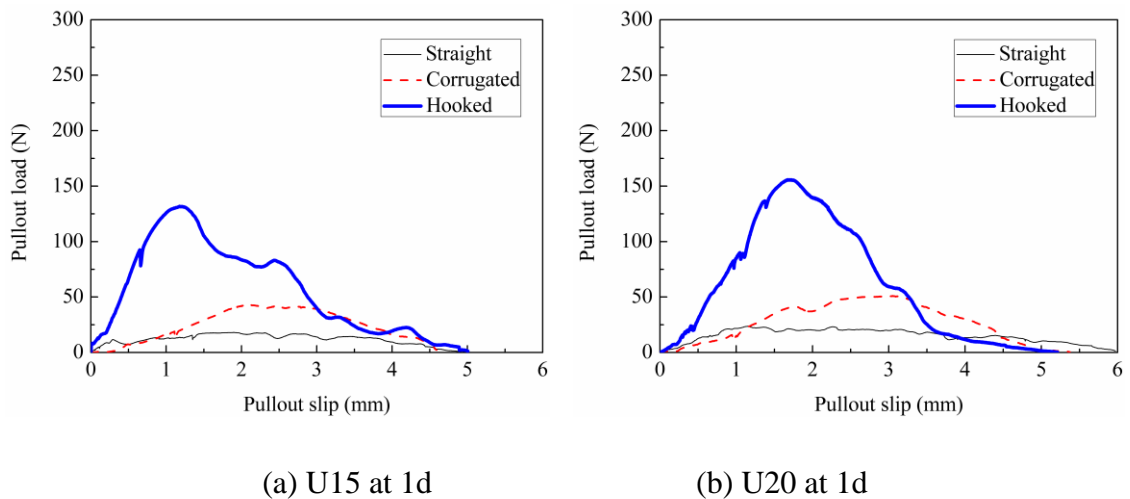 300
250
200
150
100
50
0
Pullout load (N)
Straight
Corrugated
Hooked
0 1 2 3 4 5 6
Pullout slip (mm)
300
250
200
150
100
50
0
Pullout load (N)
Straight
Corrugated
Hooked
0 1 2 3 4 5 6
Pullout slip (mm)
(a) U15 at 1d
(b) U20 at 1d